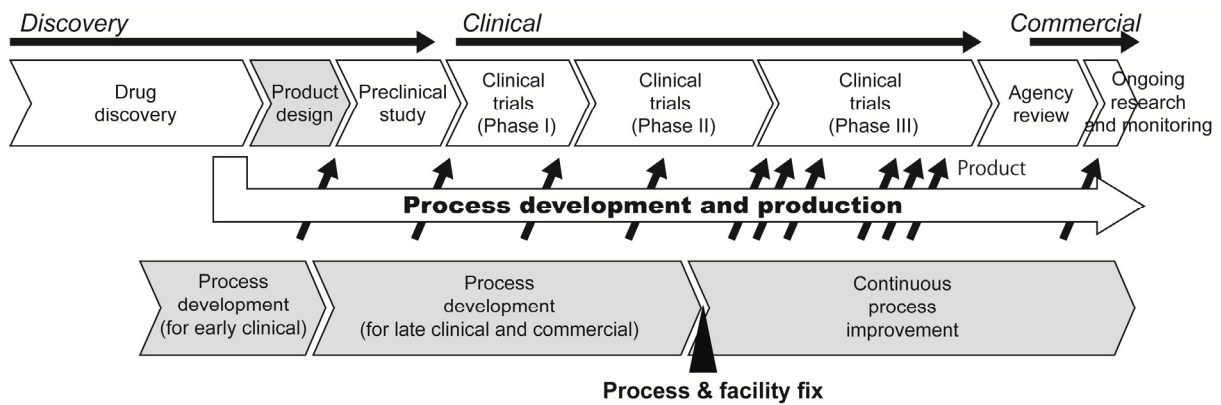 Discovery
Clinical
Commercial
Drug
discovery
Product
design
Preclinical
study
Clinical
trials
(Phase I)
Clinical
trials
(Phase II)
Clinical
trials
(Phase III)
Agency
review
Ongoing
research
and monitoring
Product
Process development and production
Process
development
(for early clinical)
Process
development
(for late clinical and commercial)
Continuous
process
improvement
Process & facility fix